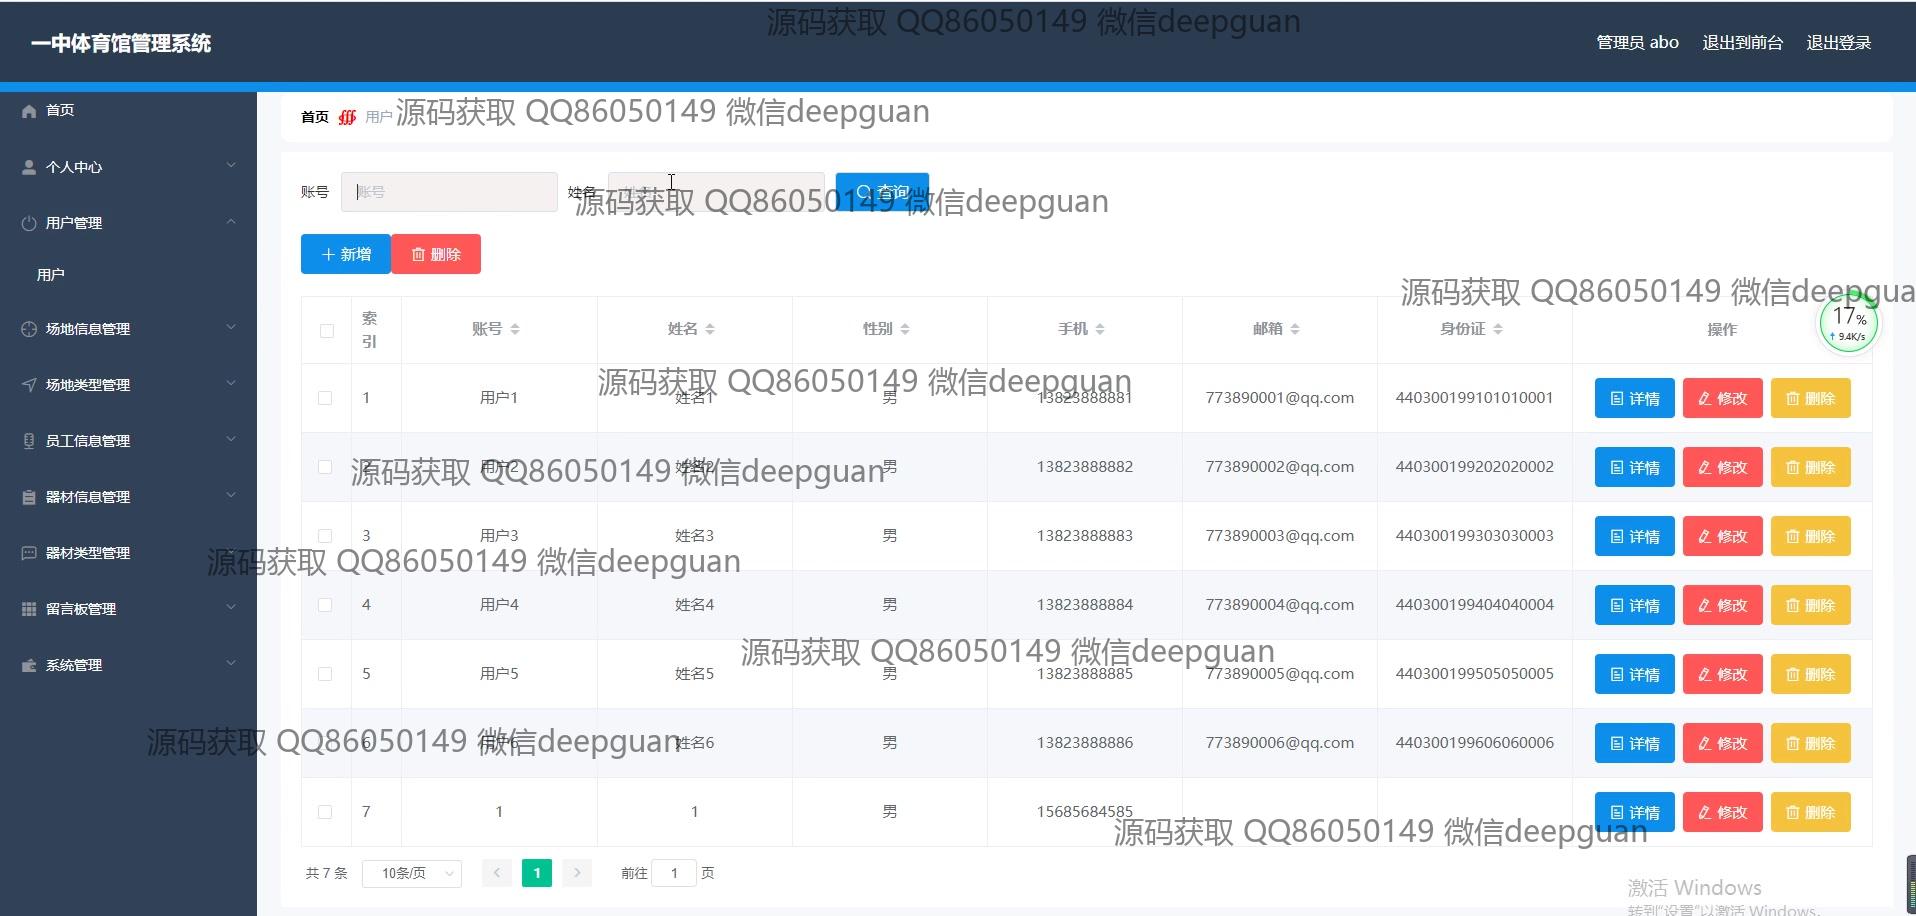 源码获取 QQ86050149 微信deepguan
一中体育馆管理系统
管理员 abo 退出到前台 退出登录
首页
个人中心
用户管理
用户
场地信息管理
场地类型管理
员工信息管理
器材信息管理
器材类型管理
留言板管理
系统管理
首页 用户
源码获取 QQ86050149 微信deepguan
账号 账号 姓名 查询
源码获取 QQ86050149 微信deepguan
新增 删除
源码获取 QQ86050149 微信deepgua
17%
9.4K/s
索引 账号 姓名 性别 手机 邮箱 身份证 操作
源码获取 QQ86050149 微信deepguan
1 用户1 姓名1 男 13823888881 773890001@qq.com 440300199101010001 详情 修改 删除
源码获取 QQ86050149 微信deepguan
2 用户2 姓名2 男 13823888882 773890002@qq.com 440300199202020002 详情 修改 删除
3 用户3 姓名3 男 13823888883 773890003@qq.com 440300199303030003 详情 修改 删除
源码获取 QQ86050149 微信deepguan
4 用户4 姓名4 男 13823888884 773890004@qq.com 440300199404040004 详情 修改 删除
源码获取 QQ86050149 微信deepguan
5 用户5 姓名5 男 13823888885 773890005@qq.com 440300199505050005 详情 修改 删除
源码获取 QQ86050149 微信deepguan
6 用户6 姓名6 男 13823888886 773890006@qq.com 440300199606060006 详情 修改 删除
7 1 1 男 15685684585 详情 修改 删除
源码获取 QQ86050149 微信deepguan
共 7 条 10条/页 1 前往 1 页
激活 Windows
转到"设置"以激活 Windows。